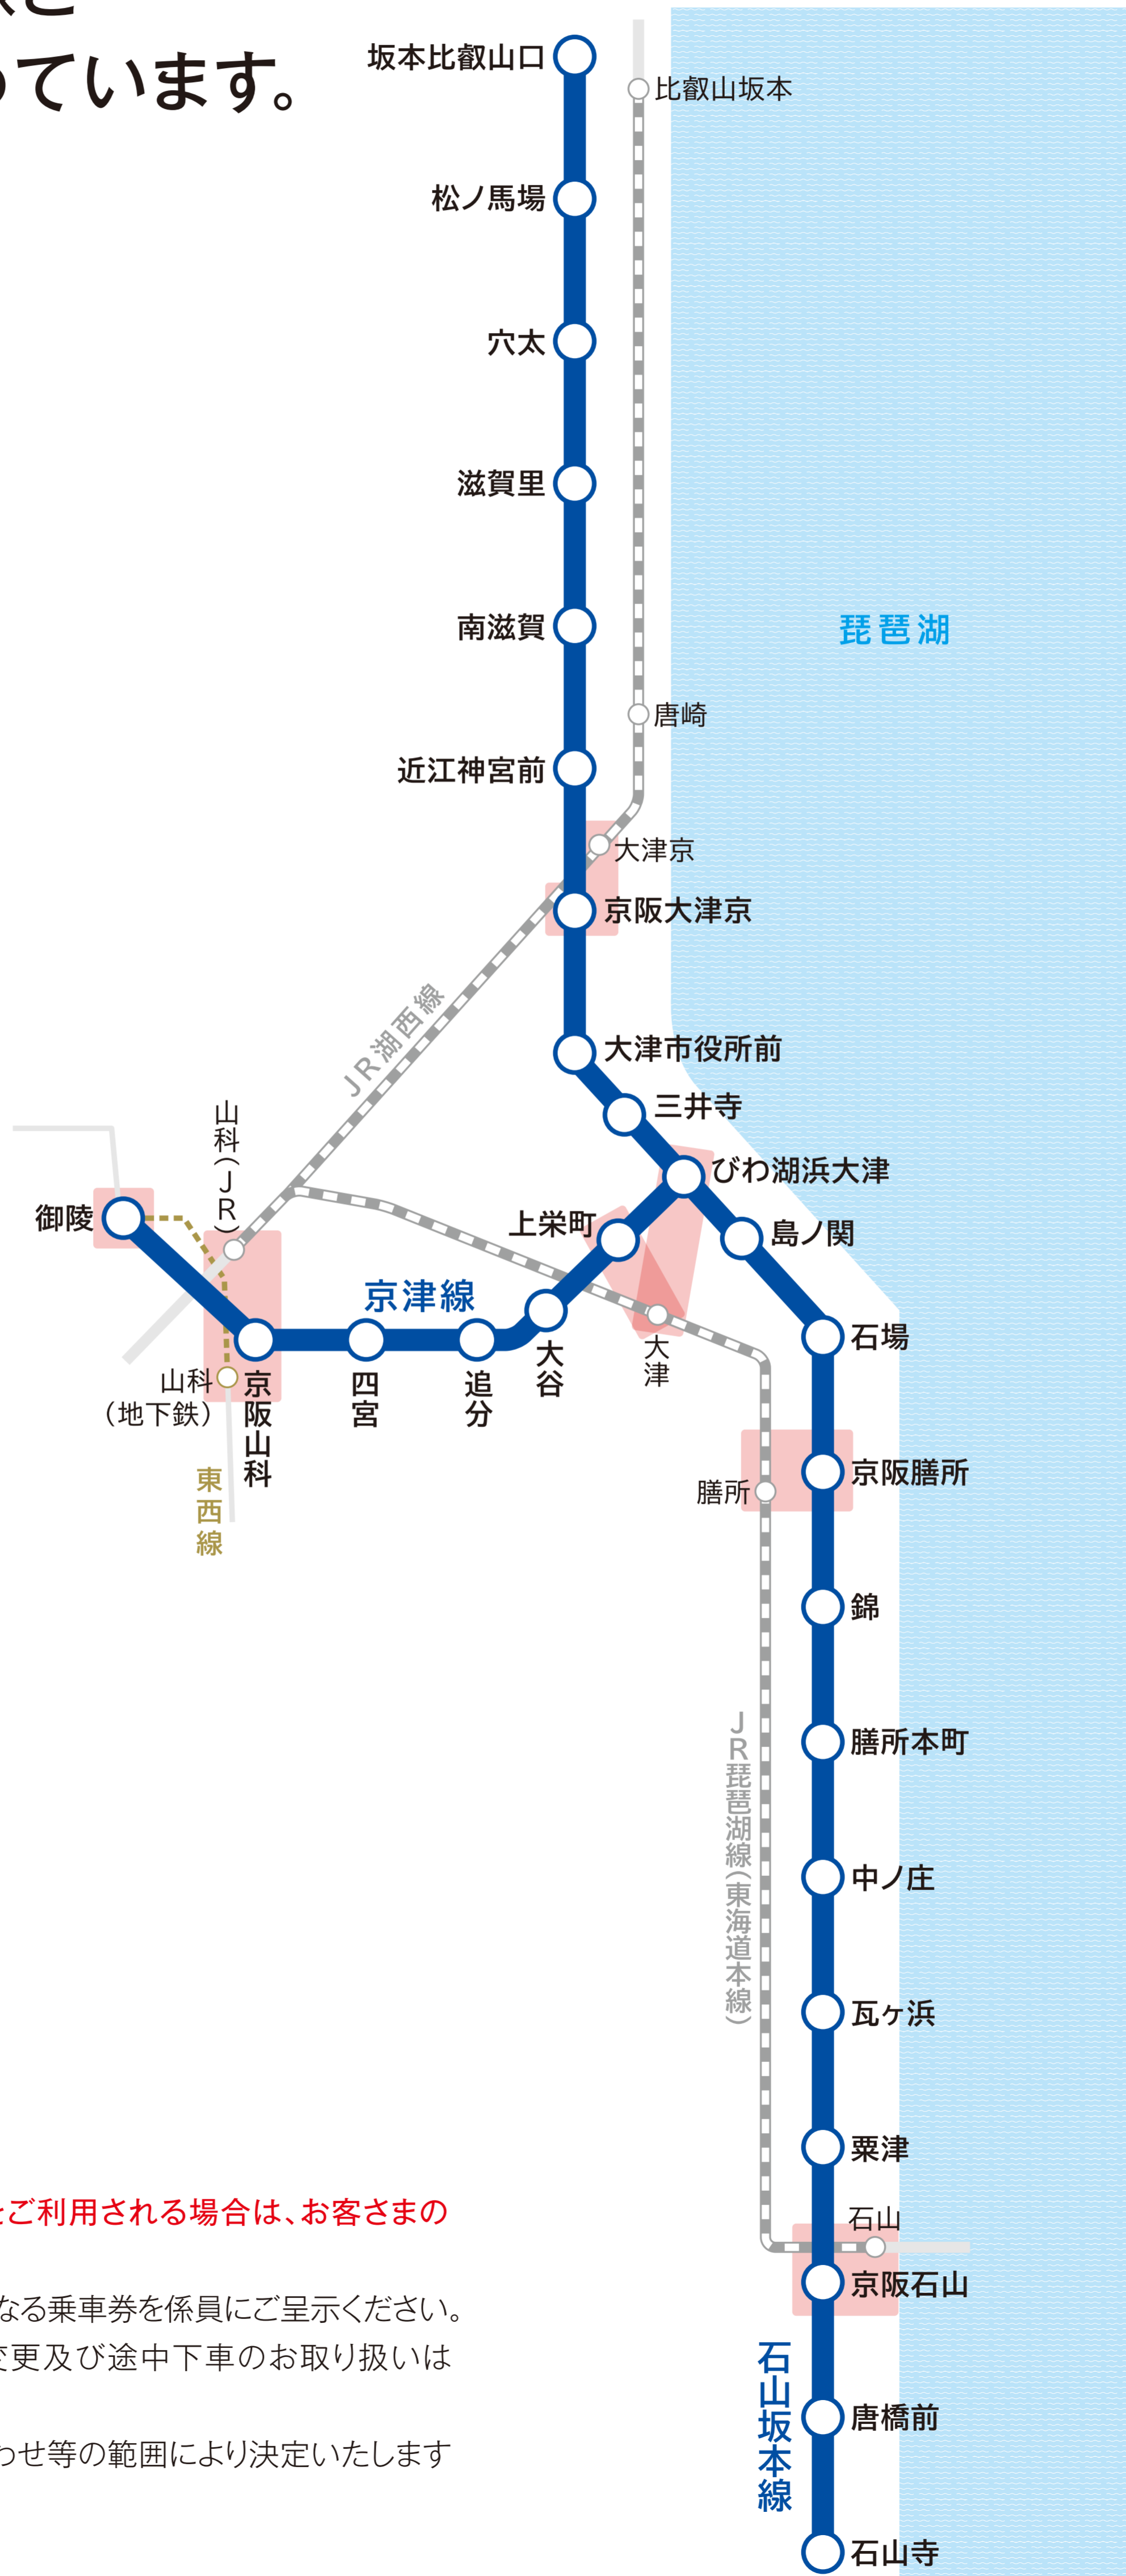 っています。
坂本比叡山口
比叡山坂本
松ノ馬場
穴太
滋賀里
南滋賀
琵琶湖
唐崎
近江神宮前
大津京
京阪大津京
JR湖西線
大津市役所前
三井寺
山科(JR)
びわ湖浜大津
御陵
上栄町
島ノ関
京津線
石場
大谷
大津
山科
(地下鉄)
京阪山科
四宮
追分
東西線
京阪膳所
膳所
錦
JR琵琶湖線(東海道本線)
膳所本町
中ノ庄
瓦ヶ浜
粟津
石山
京阪石山
石山坂本線
唐橋前
石山寺
ご利用される場合は、お客さまの
なる乗車券を係員にご呈示ください。
変更及び途中下車のお取り扱いは
わせ等の範囲により決定いたします